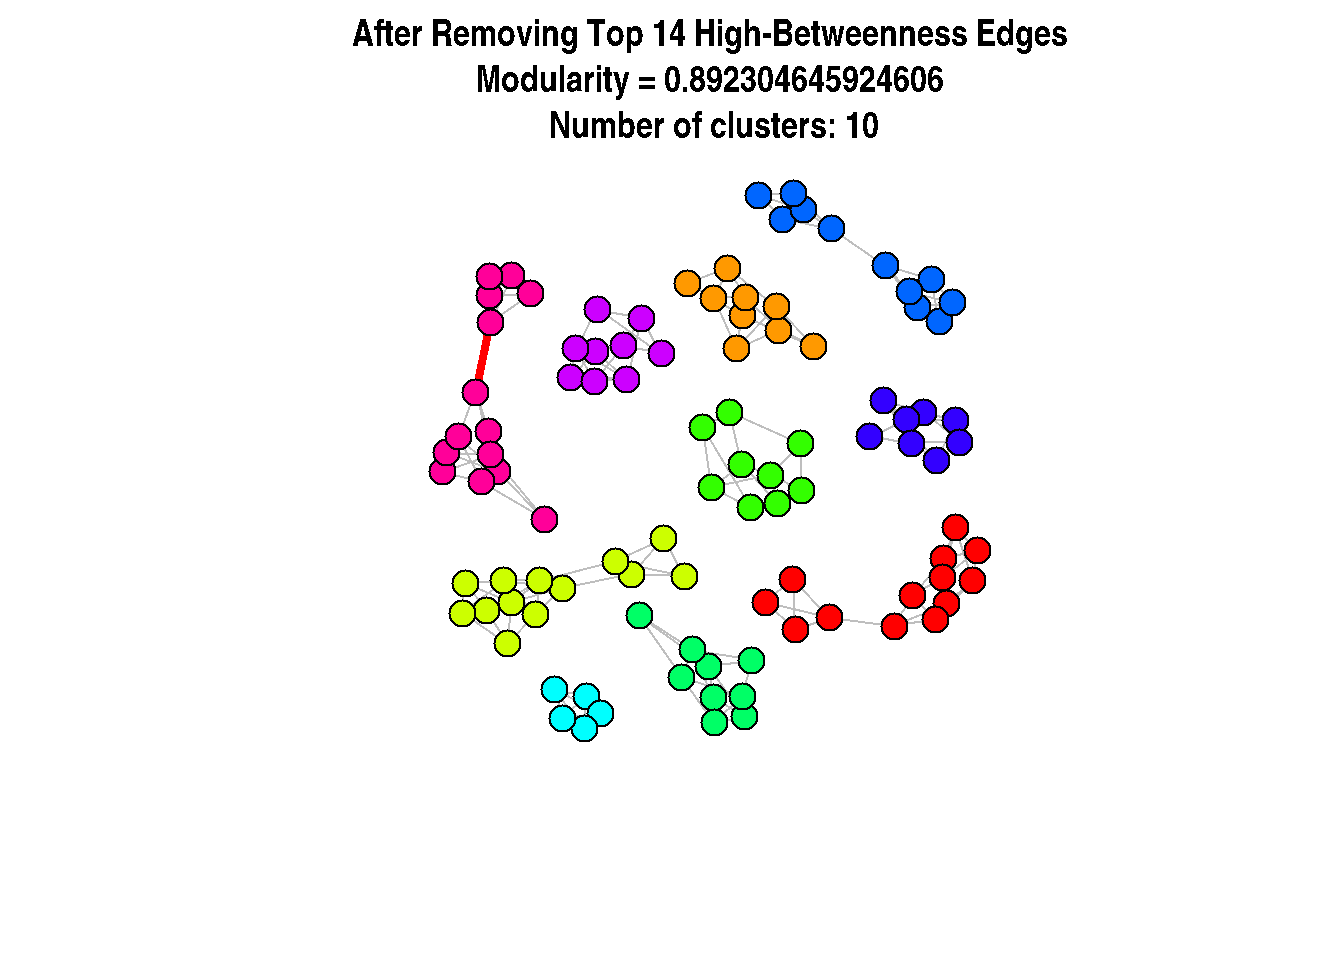 After Removing Top 14 High-Betweenness Edges
Modularity = 0.892304645924606
Number of clusters: 10